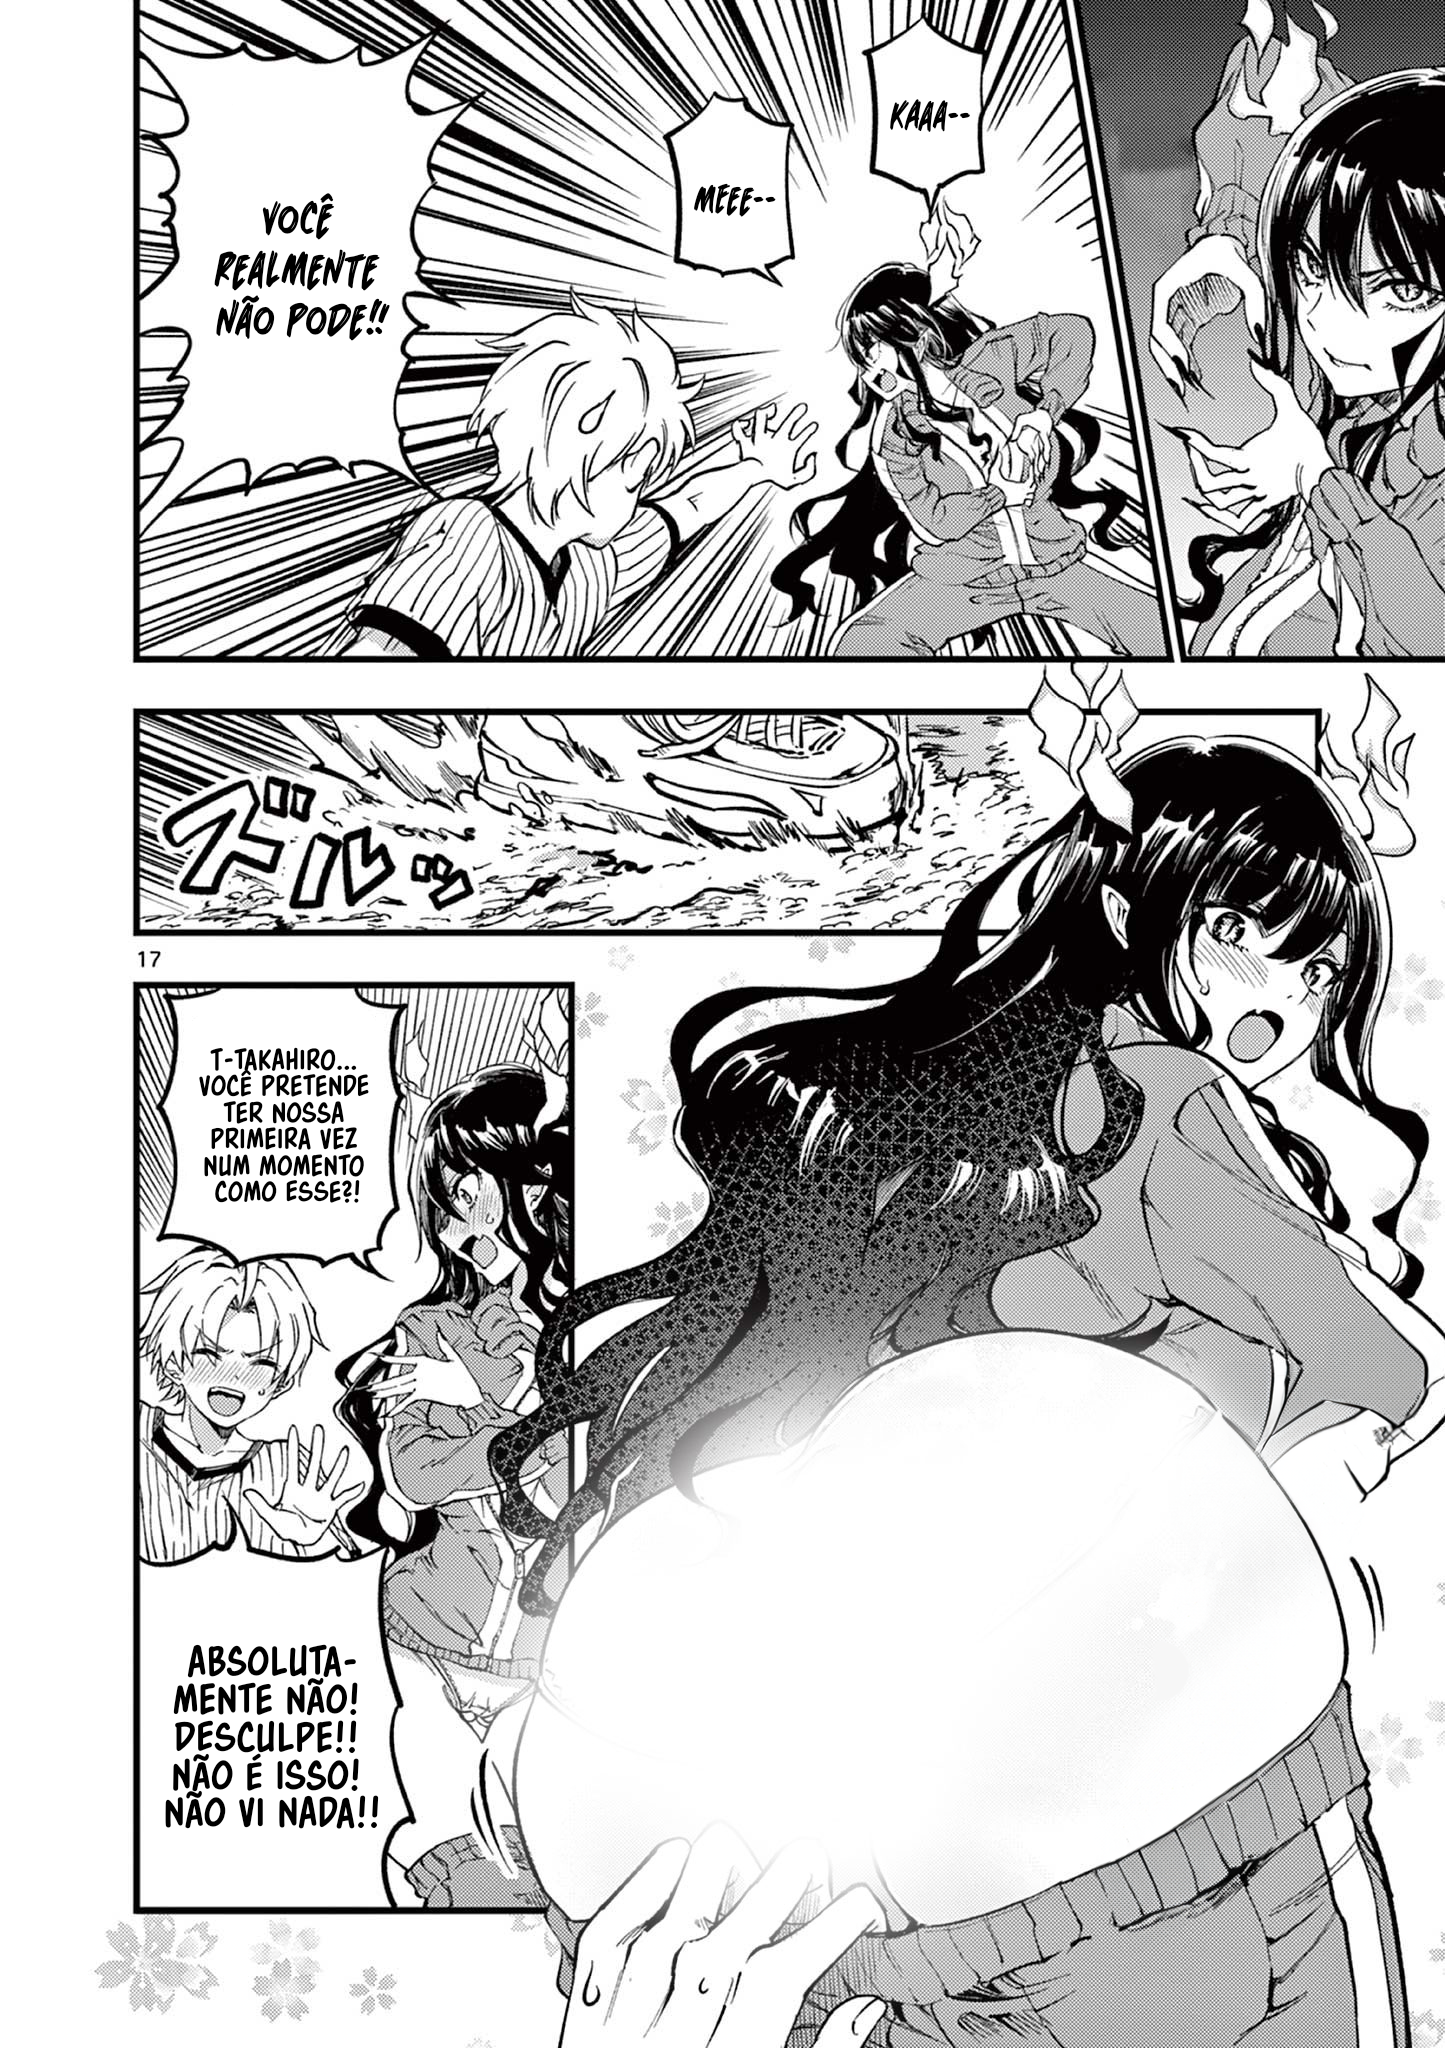 KAAA--
MEEE--
VOCÊ
REALMENTE
NÃO PODE!!
ズルッ
17
T-TAKAHIRO...
VOCÊ PRETENDE
TER NOSSA
PRIMEIRA VEZ
NUM MOMENTO
COMO ESSE?!
ABSOLUTA-
MENTE NÃO!
DESCULPE!!
NÃO É ISSO!
NÃO VI NADA!!